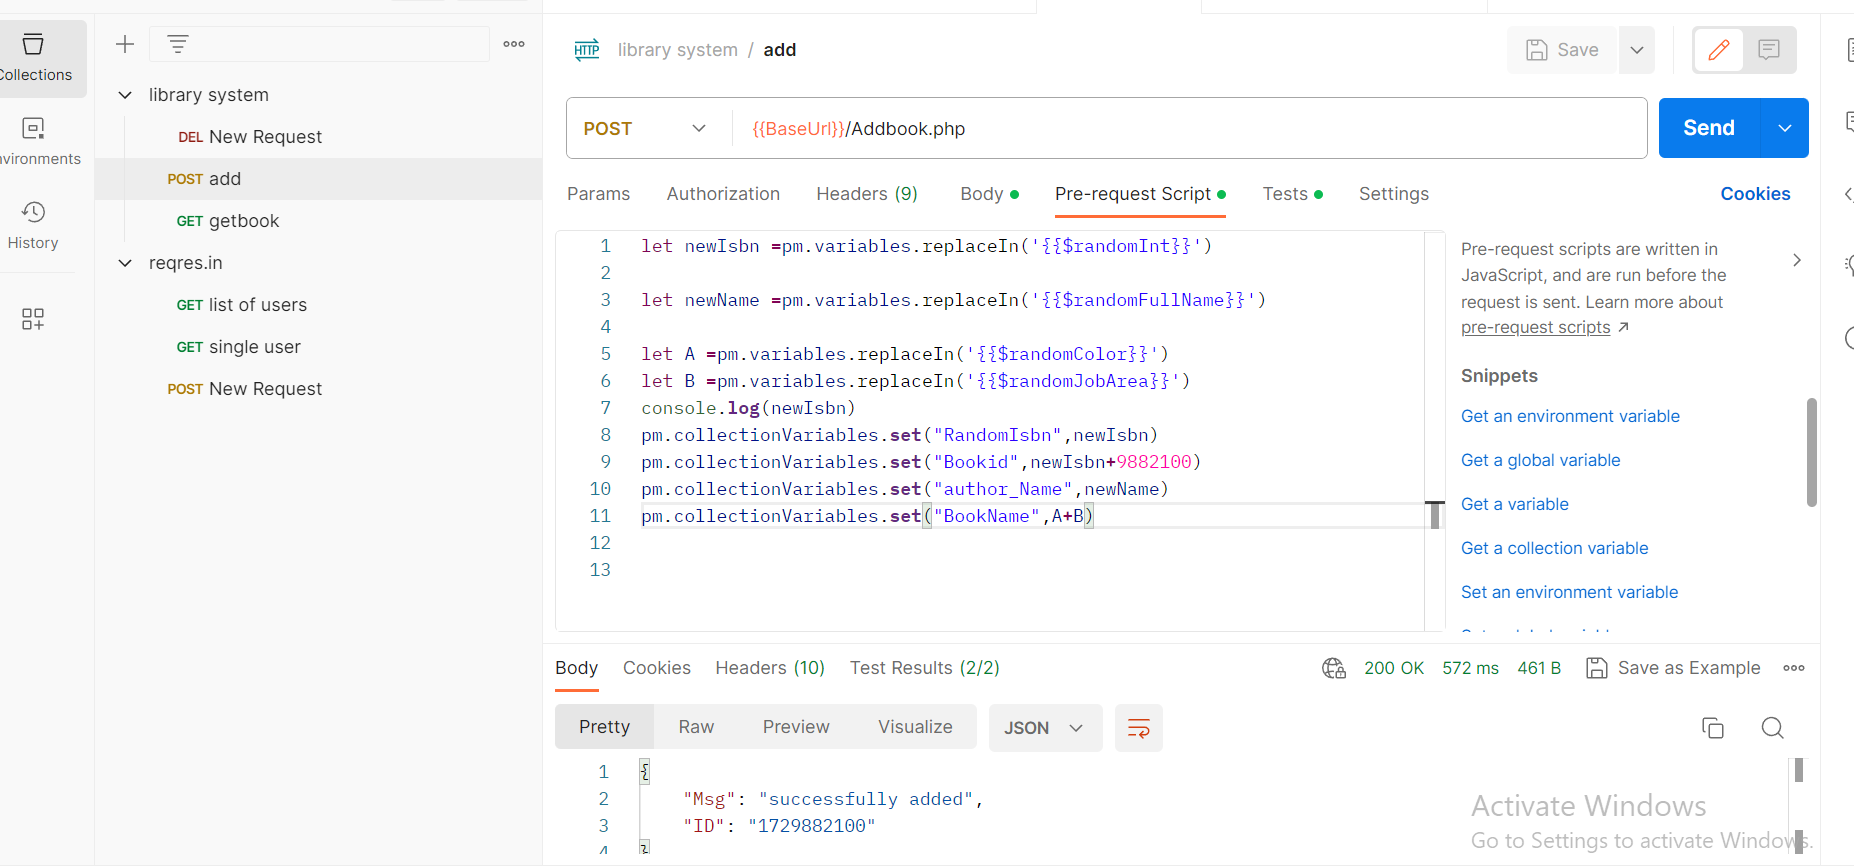 Collections
library system / add
Save
library system
DEL New Request
POST {{BaseUrl}}/Addbook.php
Send
nvironments
POST add
Params Authorization Headers (9) Body Pre-request Script Tests Settings Cookies
GET getbook
History
1 let newIsbn =pm.variables.replaceIn('{{$randomInt}}')
2
3 let newName =pm.variables.replaceIn('{{$randomFullName}}')
4
5 let A =pm.variables.replaceIn('{{$randomColor}}')
6 let B =pm.variables.replaceIn('{{$randomJobArea}}')
7 console.log(newIsbn)
8 pm.collectionVariables.set("RandomIsbn",newIsbn)
9 pm.collectionVariables.set("Bookid",newIsbn+9882100)
10 pm.collectionVariables.set("author_Name",newName)
11 pm.collectionVariables.set("BookName",A+B)
12
13
reqres.in
GET list of users
GET single user
POST New Request
Pre-request scripts are written in
JavaScript, and are run before the
request is sent. Learn more about
pre-request scripts
Snippets
Get an environment variable
Get a global variable
Get a variable
Get a collection variable
Set an environment variable
Body Cookies Headers (10) Test Results (2/2) 200 OK 572 ms 461 B Save as Example
Pretty Raw Preview Visualize JSON
1 {
2 "Msg": "successfully added",
3 "ID": "1729882100"
4 }
Activate Windows
Go to Settings to activate Windows.